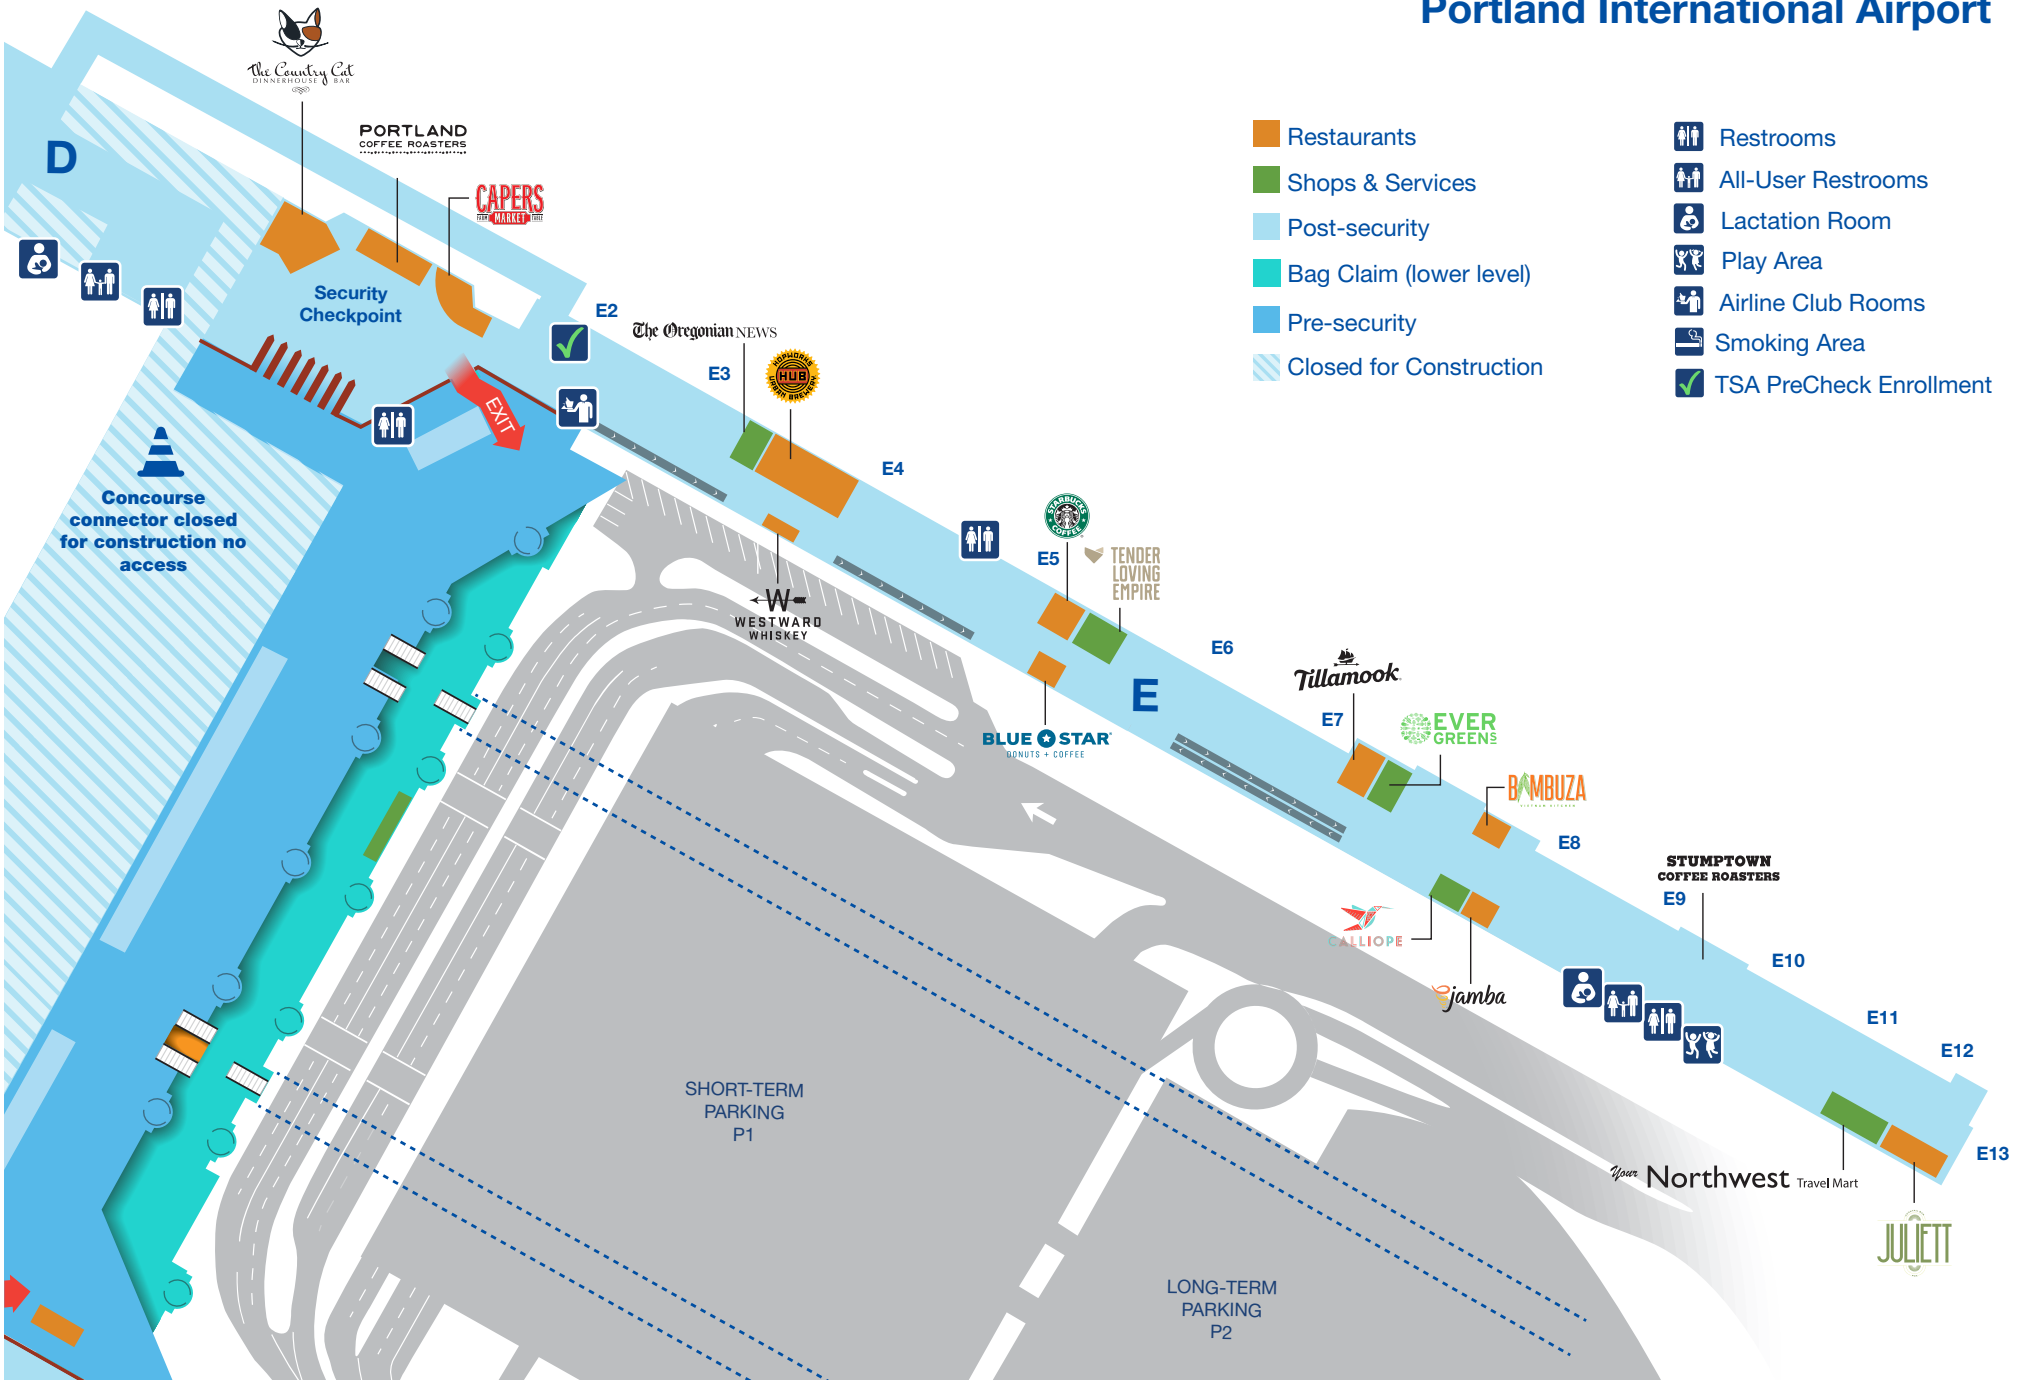 Portland International Airport
The Country Cat
DINNERHOUSE & BAR
PORTLAND
COFFEE ROASTERS
CAPERS
MARKET
D
Security
Checkpoint
EXIT
Concourse
connector closed
for construction no
access
Restaurants
Shops & Services
Post-security
Bag Claim (lower level)
Pre-security
Closed for Construction
Restrooms
All-User Restrooms
Lactation Room
Play Area
Airline Club Rooms
Smoking Area
TSA PreCheck Enrollment
E2
The Oregonian NEWS
E3
HOPWORKS
HUB
URBAN BREWERY
E4
W
WESTWARD
WHISKEY
STARBUCKS
COFFEE
E5
TENDER
LOVING
EMPIRE
BLUE STAR
DONUTS + COFFEE
E
E6
Tillamook
E7
EVER
GREENS
BAMBUZA
E8
CALLIOPE
jamba
STUMPTOWN
COFFEE ROASTERS
E9
E10
E11
E12
E13
Your Northwest Travel Mart
JULIETT
SHORT-TERM
PARKING
P1
LONG-TERM
PARKING
P2